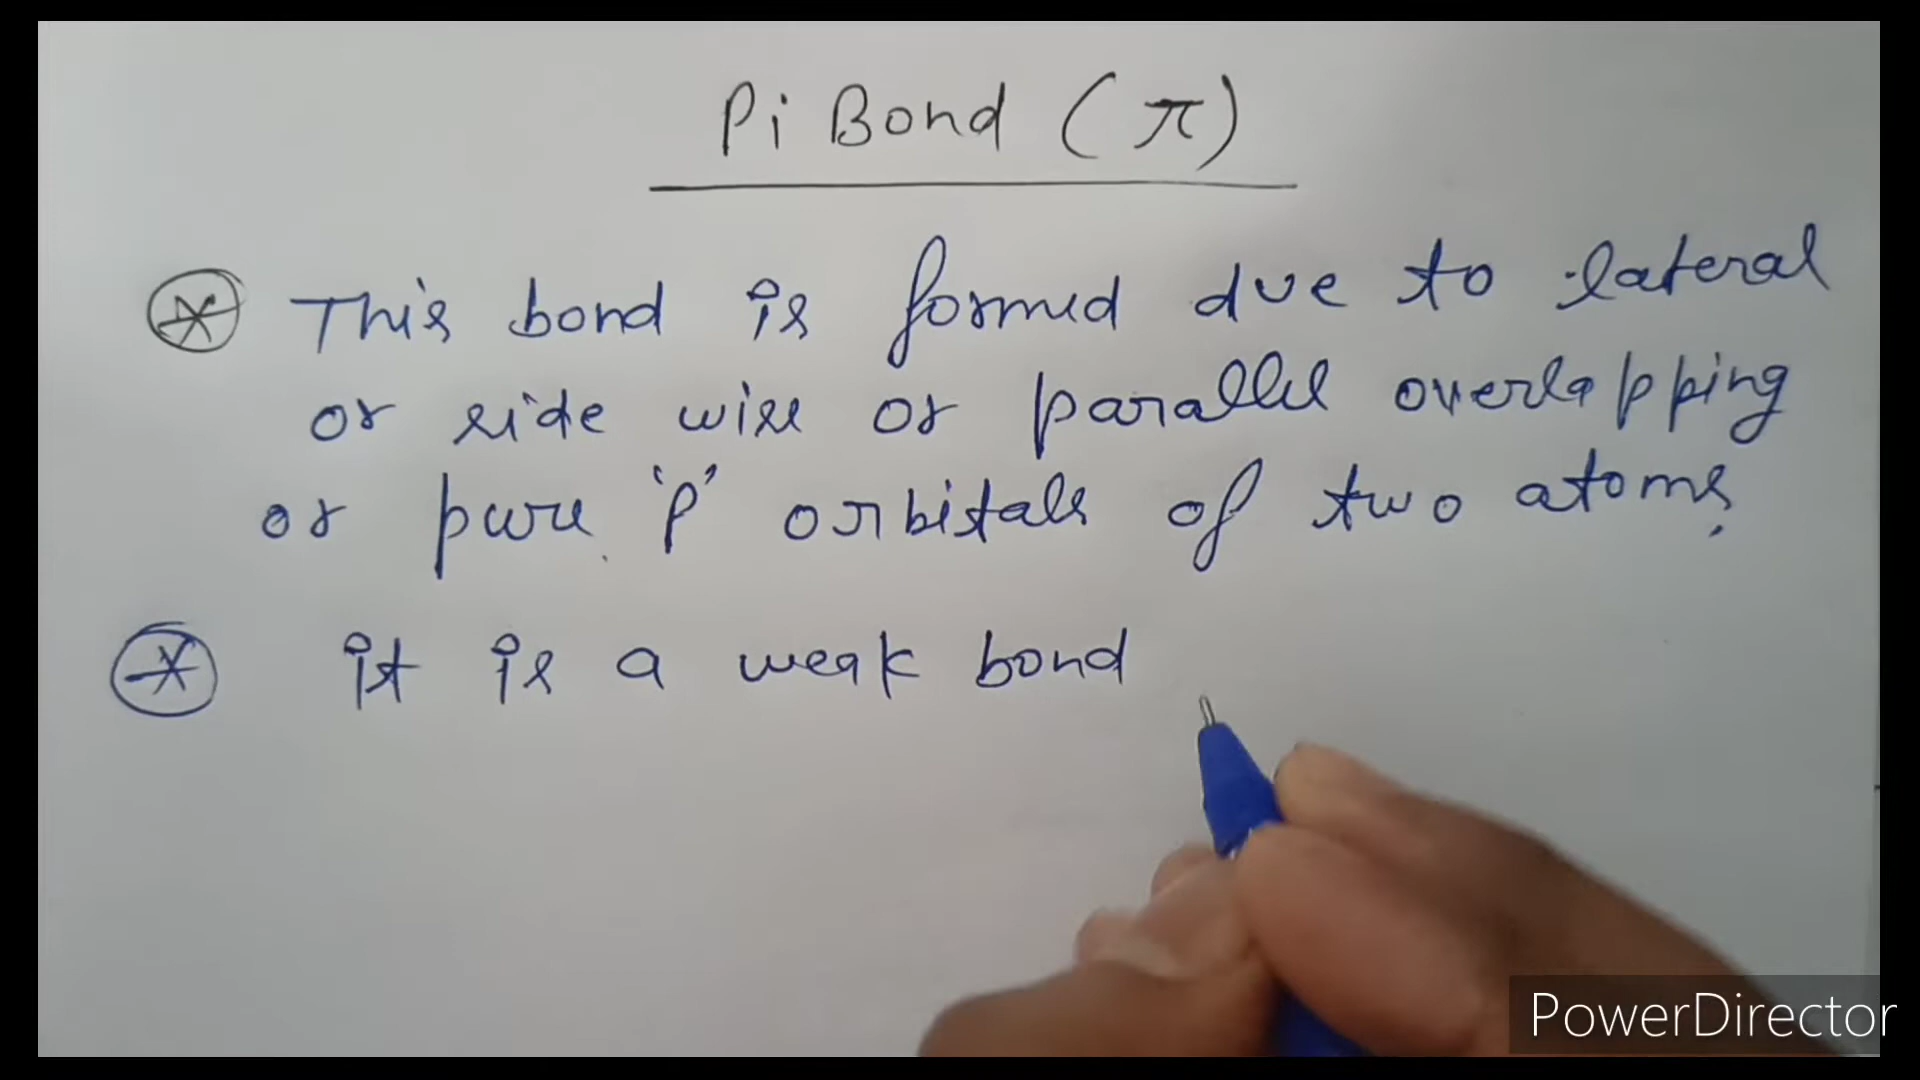 Pi Bond (π)
This bond is formed due to lateral
or side wise or parallel overlapping
or pure 'p' orbitals of two atoms,
it is a weak bond
PowerDirector